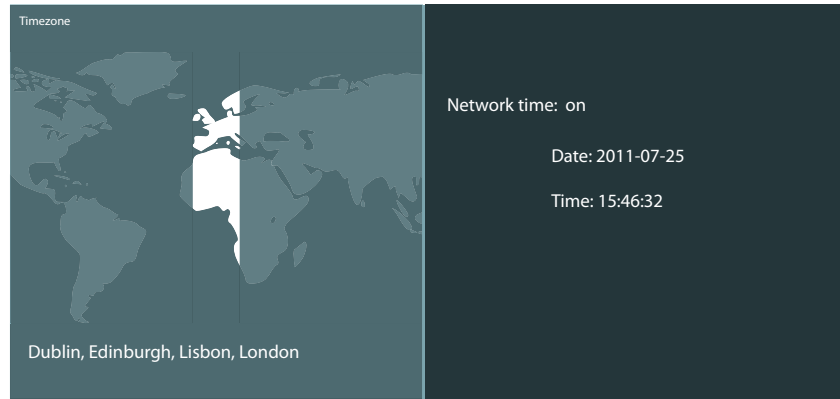 Timezone
Network time: on
Date: 2011-07-25
Time: 15:46:32
Dublin, Edinburgh, Lisbon, London